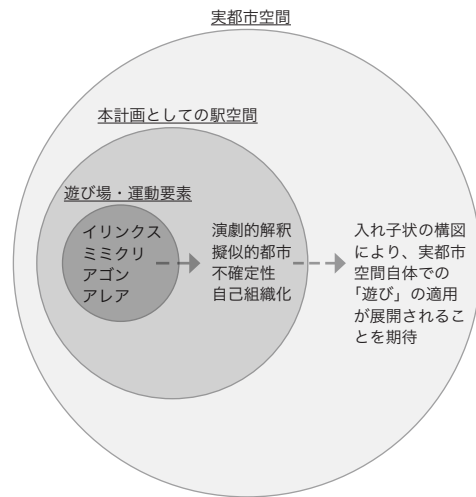 実都市空間
本計画としての駅空間
遊び場・運動要素
イリンクス
ミミクリ
アゴン
アレア
演劇的解釈
擬似的都市
不確定性
自己組織化
入れ子状の構図
により、実都市
空間自体での
「遊び」の適用
が展開されるこ
とを期待